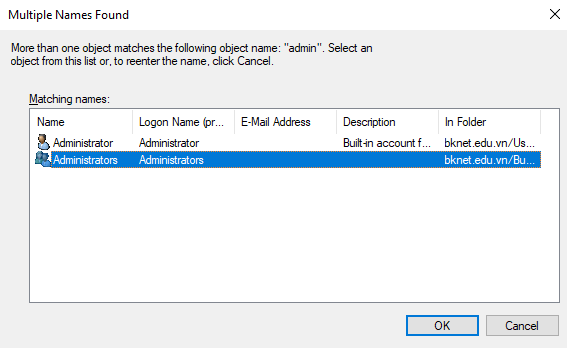 Multiple Names Found
More than one object matches the following object name: "admin". Select an
object from this list or, to reenter the name, click Cancel.
Matching names:
Name Logon Name (pr... E-Mail Address Description In Folder
Administrator Administrator Built-in account f... bknet.edu.vn/Us...
Administrators Administrators bknet.edu.vn/Bu...
OK Cancel